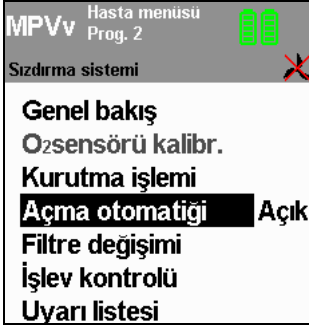 MPVv Hasta menüsü
Prog. 2
Sızdırma sistemi
Genel bakış
O2sensörü kalibr.
Kurutma işlemi
Açma otomatiği Açık
Filtre değişimi
İşlev kontrolü
Uyarı listesi